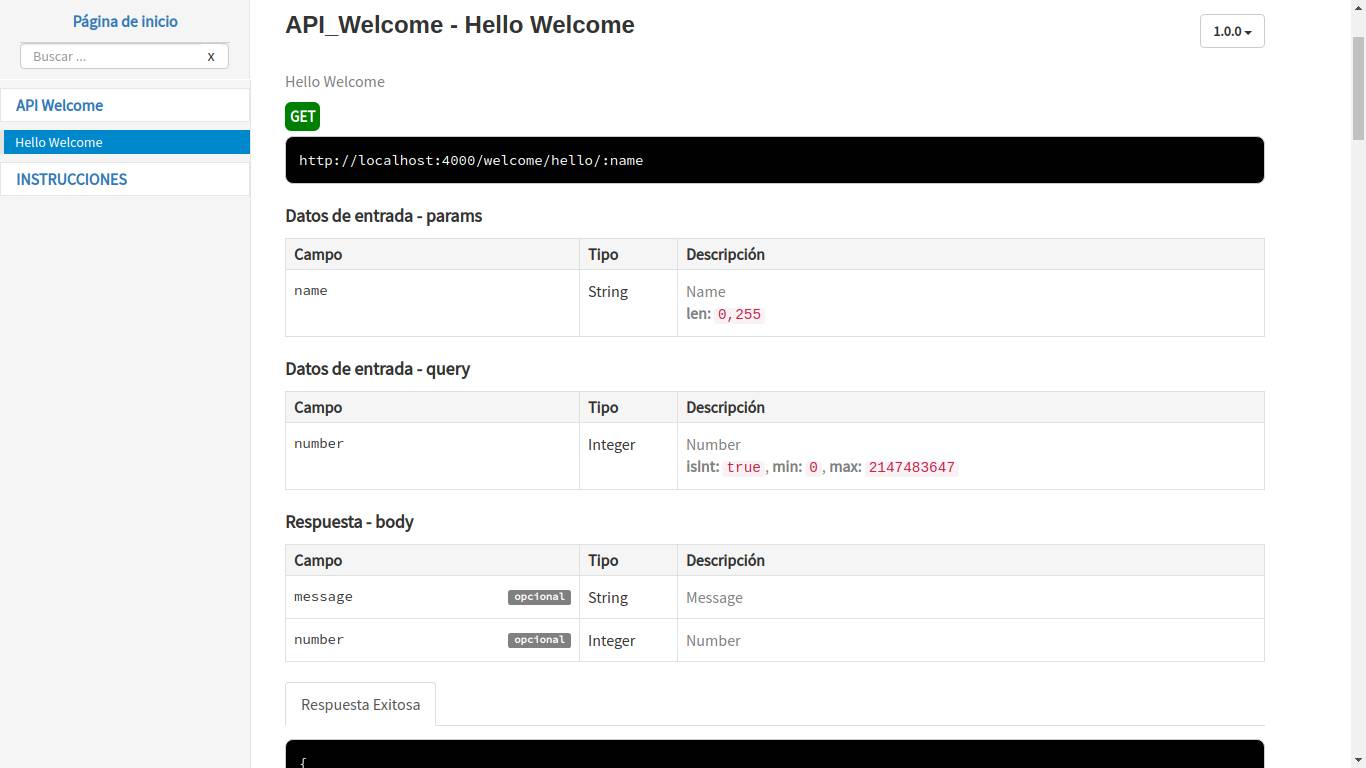 Página de inicio
Buscar ... x
API Welcome
Hello Welcome
INSTRUCCIONES
API_Welcome - Hello Welcome
1.0.0
Hello Welcome
GET
http://localhost:4000/welcome/hello/:name
Datos de entrada - params
Campo Tipo Descripción
name String Name
len: 0,255
Datos de entrada - query
Campo Tipo Descripción
number Integer Number
isInt: true , min: 0 , max: 2147483647
Respuesta - body
Campo Tipo Descripción
message opcional String Message
number opcional Integer Number
Respuesta Exitosa
{